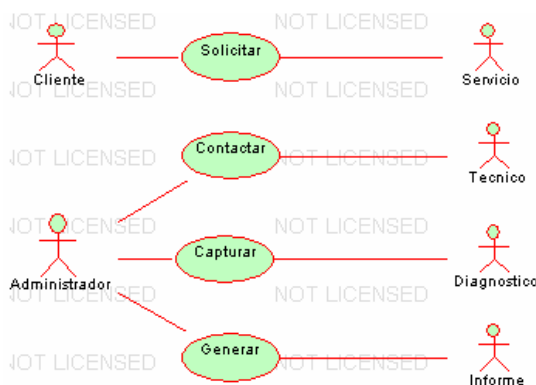 NOT LICENSED NOT LICENSED
Solicitar
Cliente Servicio
NOT LICENSED NOT LICENSED
Contactar
NOT LICENSED NOT LICENSED
Tecnico
NOT LICENSED NOT LICENSED
Capturar
Administrador Diagnostico
NOT LICENSED NOT LICENSED
Generar
NOT LICENSED NOT LICENSED
Informe